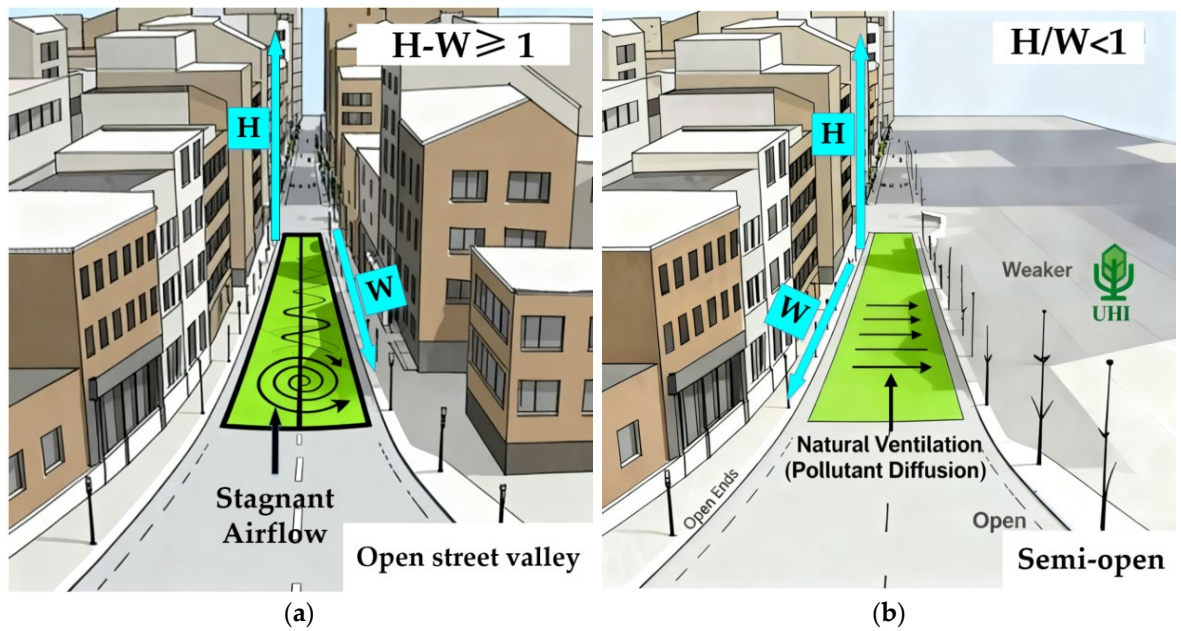 H-W≥ 1
H
W
Stagnant
Airflow
Open street valley
(a)
H/W<1
H
W
Weaker
UHI
Natural Ventilation
(Pollutant Diffusion)
Open Ends
Open
Semi-open
(b)